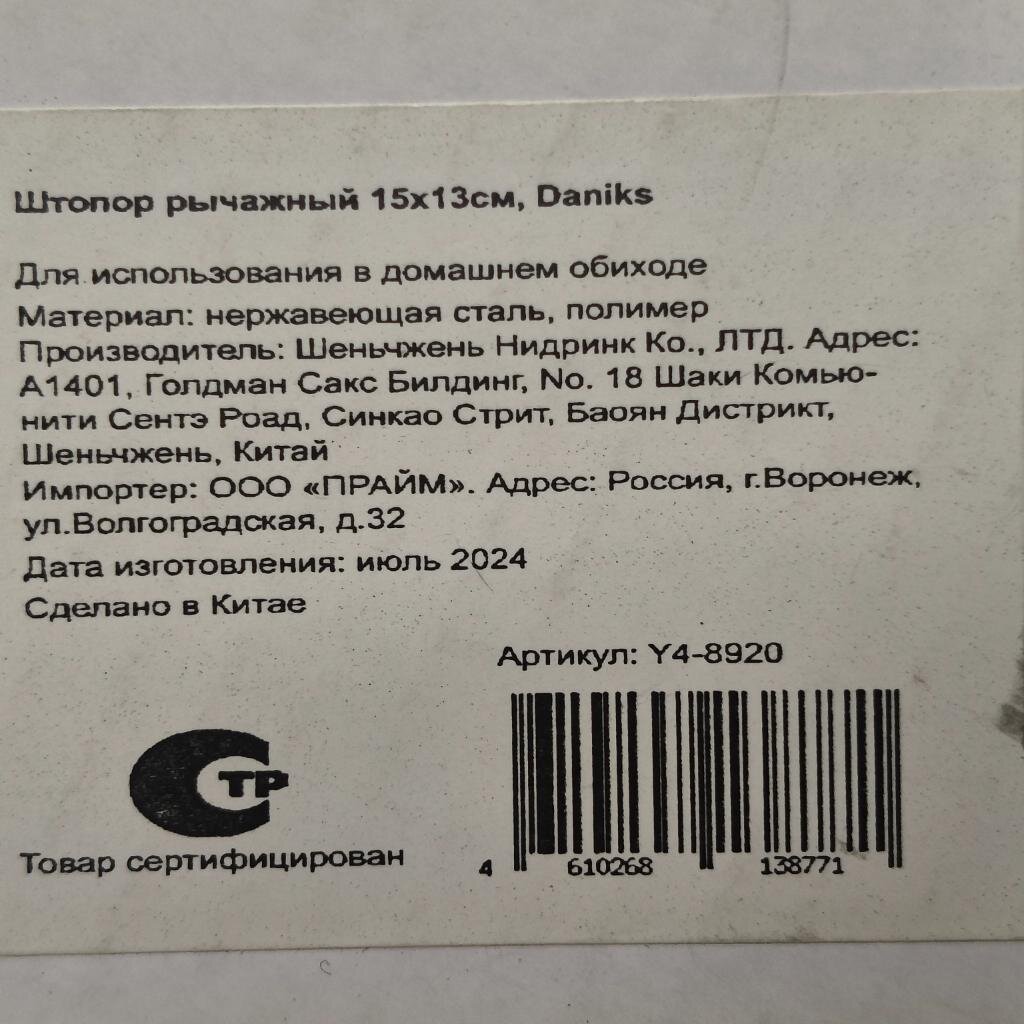 Штопор рычажный 15х13см, Daniks
Для использования в домашнем обиходе
Материал: нержавеющая сталь, полимер
Производитель: Шеньчжень Нидринк Ко., ЛТД. Адрес:
А1401, Голдман Сакс Билдинг, No. 18 Шаки Комью-
нити Сентэ Роад, Синкао Стрит, Баоян Дистрикт,
Шеньчжень, Китай
Импортер: ООО «ПРАЙМ». Адрес: Россия, г.Воронеж,
ул.Волгоградская, д.32
Дата изготовления: июль 2024
Сделано в Китае
Артикул: Y4-8920
СТР
Товар сертифицирован
4 610268 138771